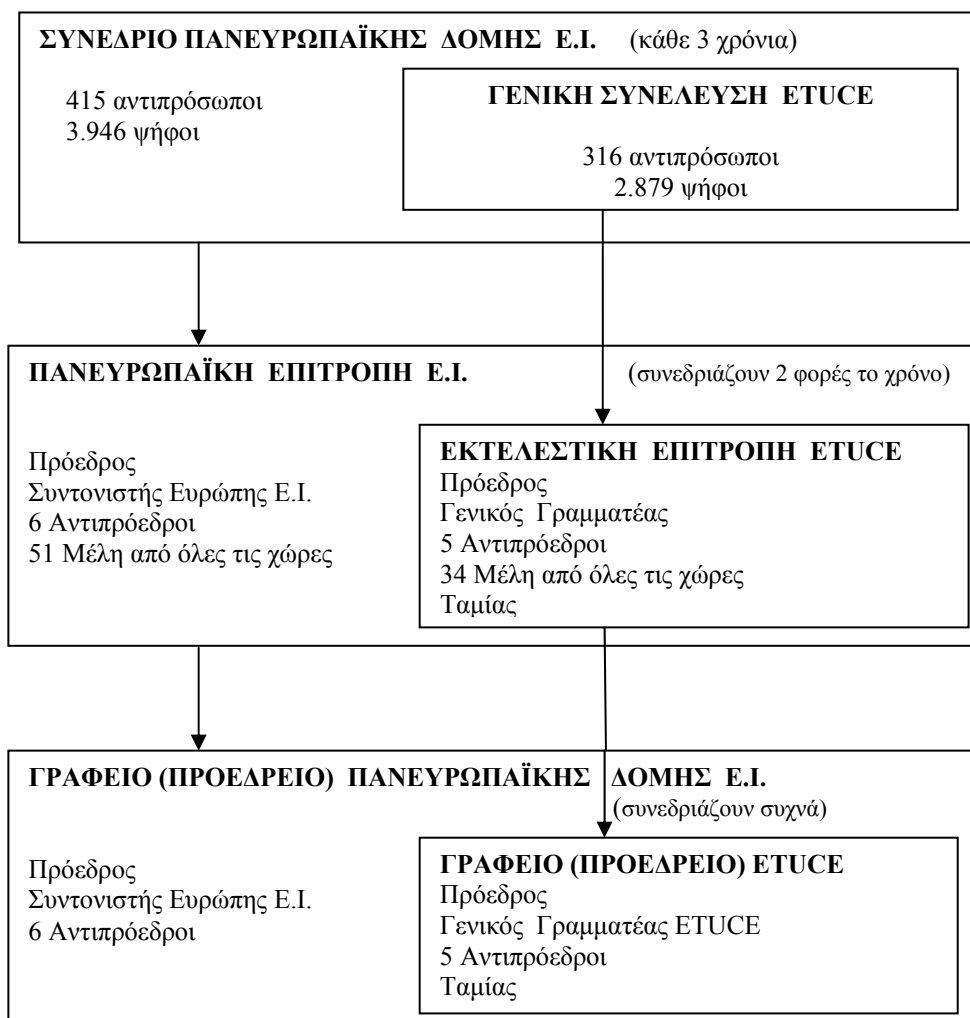 ΣΥΝΕΔΡΙΟ ΠΑΝΕΥΡΩΠΑΪΚΗΣ ΔΟΜΗΣ Ε.Ι. (κάθε 3 χρόνια)
415 αντιπρόσωποι
3.946 ψήφοι
ΓΕΝΙΚΗ ΣΥΝΕΛΕΥΣΗ ETUCE
316 αντιπρόσωποι
2.879 ψήφοι
ΠΑΝΕΥΡΩΠΑΪΚΗ ΕΠΙΤΡΟΠΗ Ε.Ι. (συνεδριάζουν 2 φορές το χρόνο)
Πρόεδρος
Συντονιστής Ευρώπης Ε.Ι.
6 Αντιπρόεδροι
51 Μέλη από όλες τις χώρες
ΕΚΤΕΛΕΣΤΙΚΗ ΕΠΙΤΡΟΠΗ ETUCE
Πρόεδρος
Γενικός Γραμματέας
5 Αντιπρόεδροι
34 Μέλη από όλες τις χώρες
Ταμίας
ΓΡΑΦΕΙΟ (ΠΡΟΕΔΡΕΙΟ) ΠΑΝΕΥΡΩΠΑΪΚΗΣ ΔΟΜΗΣ Ε.Ι.
(συνεδριάζουν συχνά)
Πρόεδρος
Συντονιστής Ευρώπης Ε.Ι.
6 Αντιπρόεδροι
ΓΡΑΦΕΙΟ (ΠΡΟΕΔΡΕΙΟ) ETUCE
Πρόεδρος
Γενικός Γραμματέας ETUCE
5 Αντιπρόεδροι
Ταμίας